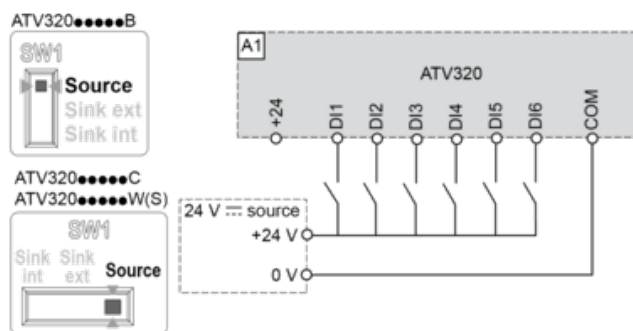 ATV320●●●●●B
SW1
Source
Sink ext
Sink int
ATV320●●●●●C
ATV320●●●●●W(S)
SW1
Sink int
Sink ext
Source
A1
ATV320
+24
DI1
DI2
DI3
DI4
DI5
DI6
COM
24 V ⎓ source
+24 V
0 V